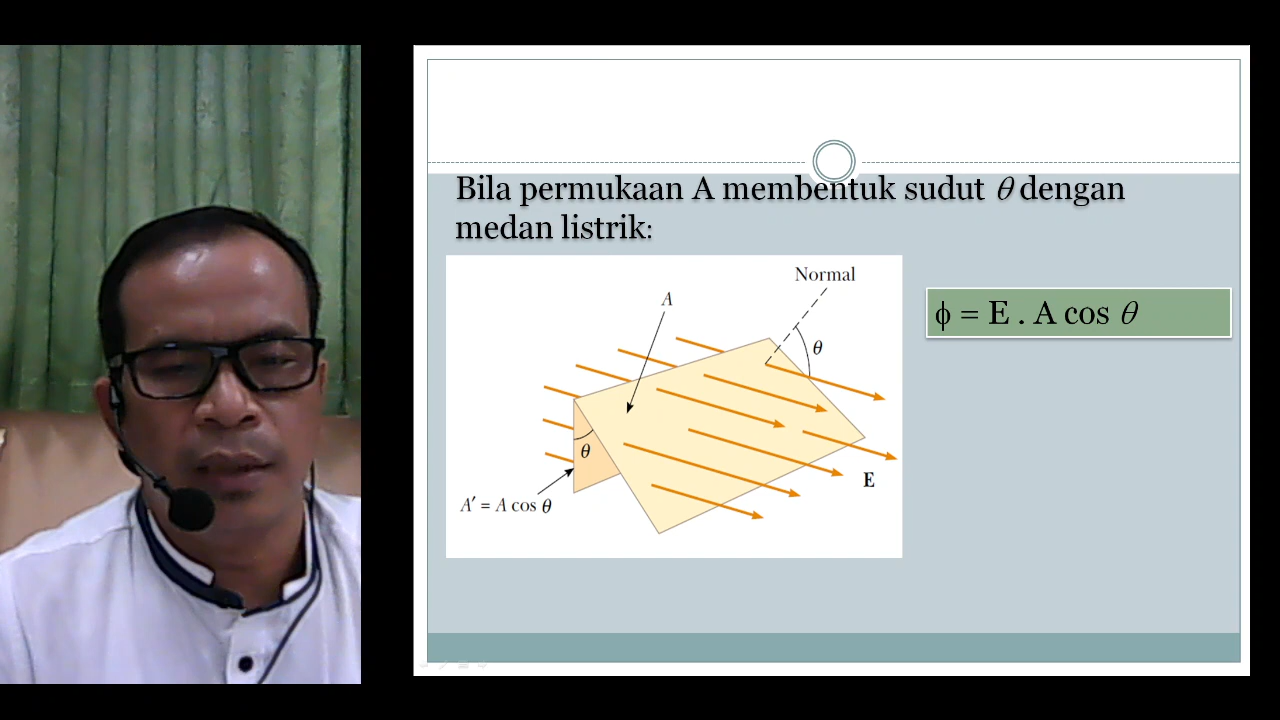 Bila permukaan A membentuk sudut θ dengan
medan listrik:
Normal
A
θ
θ
E
A′ = A cos θ
ϕ = E . A cos θ